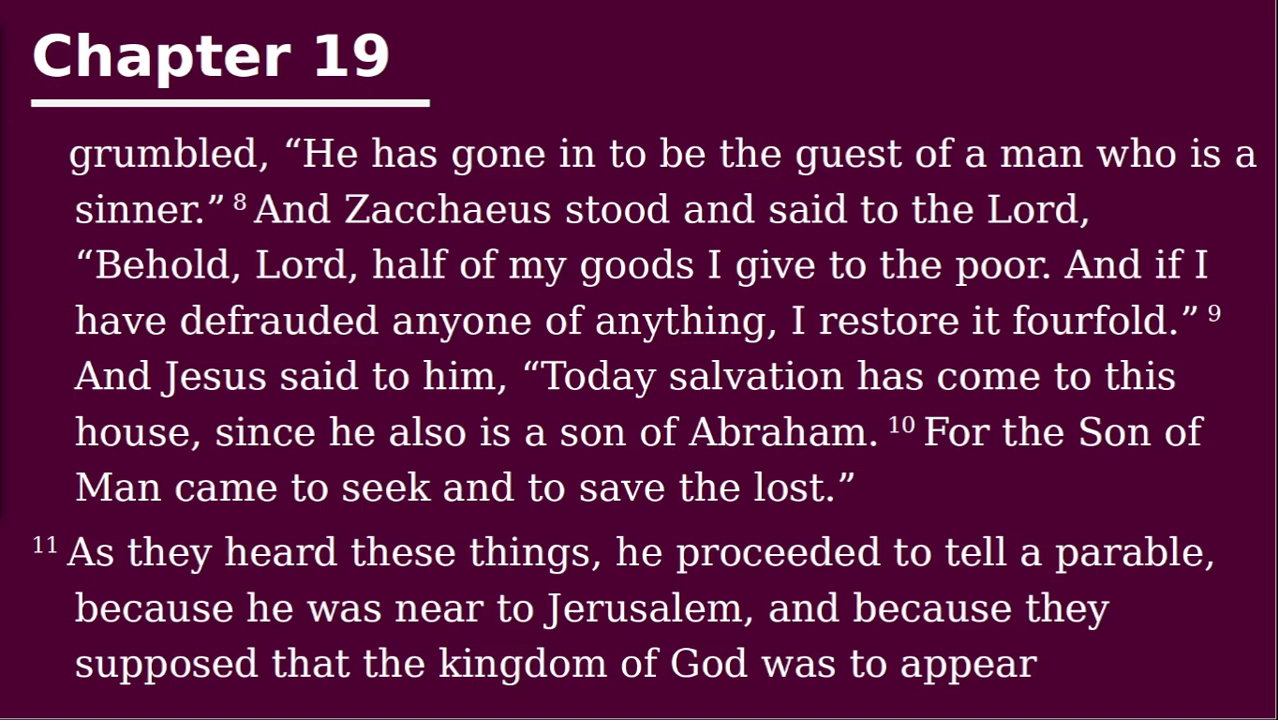 Chapter 19
grumbled, “He has gone in to be the guest of a man who is a
sinner.” 8 And Zacchaeus stood and said to the Lord,
“Behold, Lord, half of my goods I give to the poor. And if I
have defrauded anyone of anything, I restore it fourfold.” 9
And Jesus said to him, “Today salvation has come to this
house, since he also is a son of Abraham. 10 For the Son of
Man came to seek and to save the lost.”
11 As they heard these things, he proceeded to tell a parable,
because he was near to Jerusalem, and because they
supposed that the kingdom of God was to appear